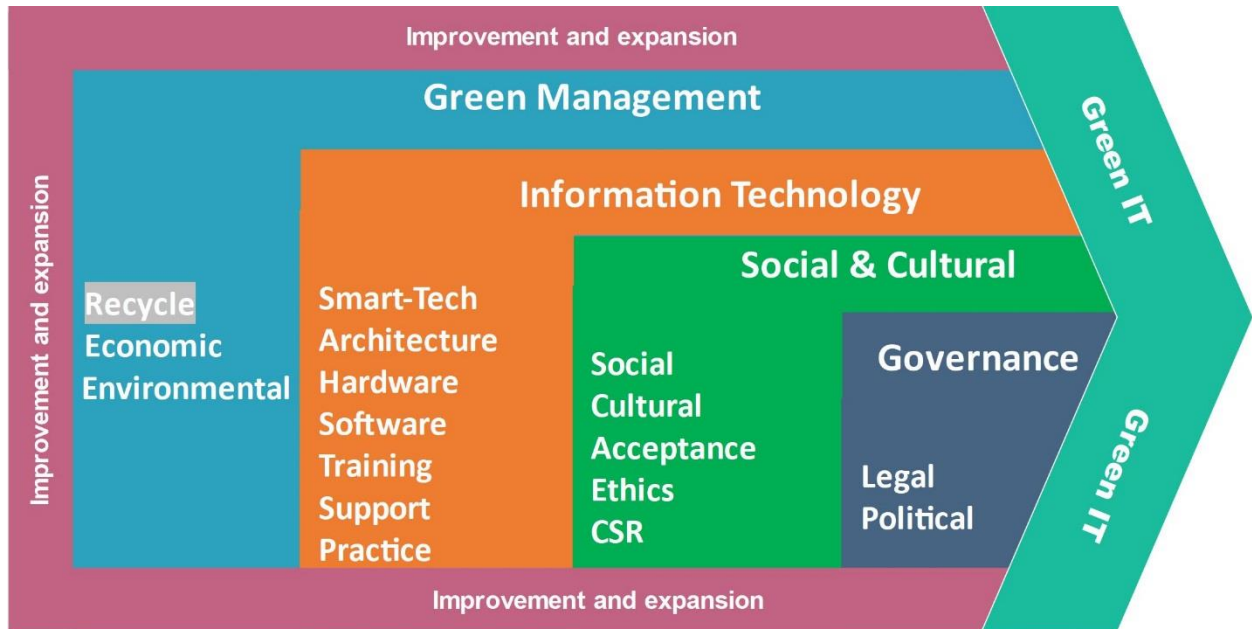 Improvement and expansion
Green Management
Information Technology
Social & Cultural
Governance
Improvement and expansion
Recycle
Economic
Environmental
Smart-Tech
Architecture
Hardware
Software
Training
Support
Practice
Social
Cultural
Acceptance
Ethics
CSR
Legal
Political
Green IT
Green IT
Improvement and expansion